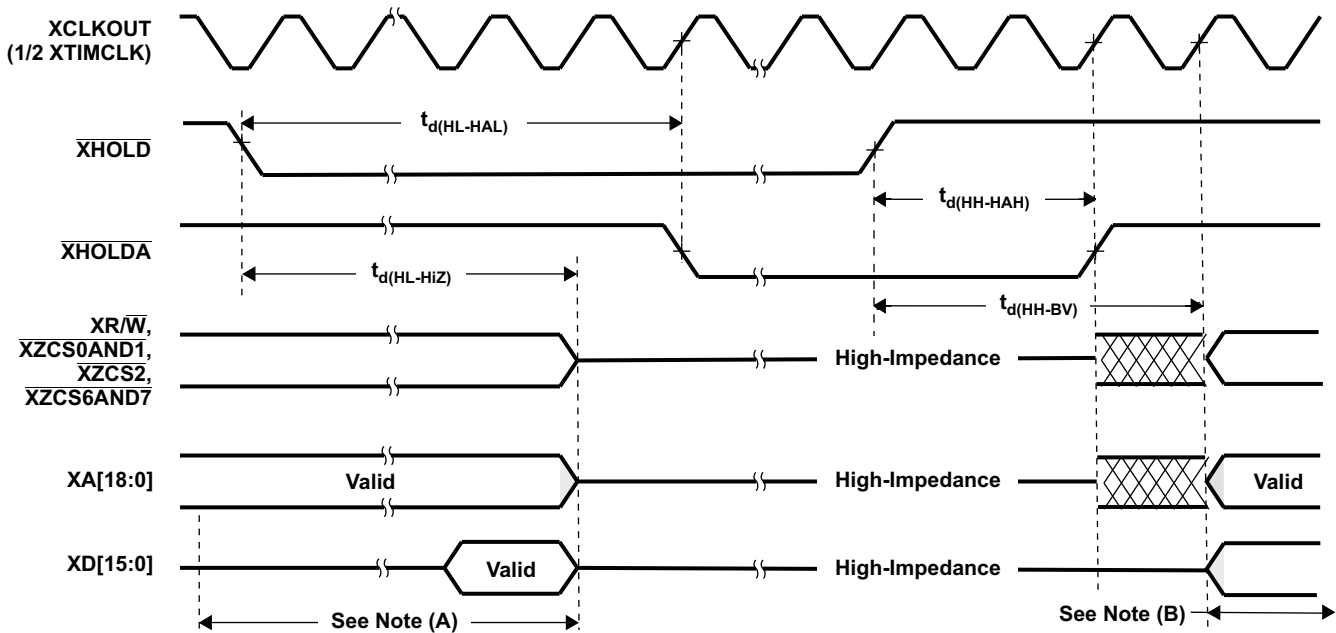 XCLKOUT
(1/2 XTIMCLK)
td(HL-HAL)
XHOLD
td(HH-HAH)
XHOLDA
td(HL-HiZ)
td(HH-BV)
XR/W,
XZCS0AND1,
XZCS2,
XZCS6AND7
High-Impedance
XA[18:0]
Valid
High-Impedance
Valid
XD[15:0]
Valid
High-Impedance
See Note (A)
See Note (B)